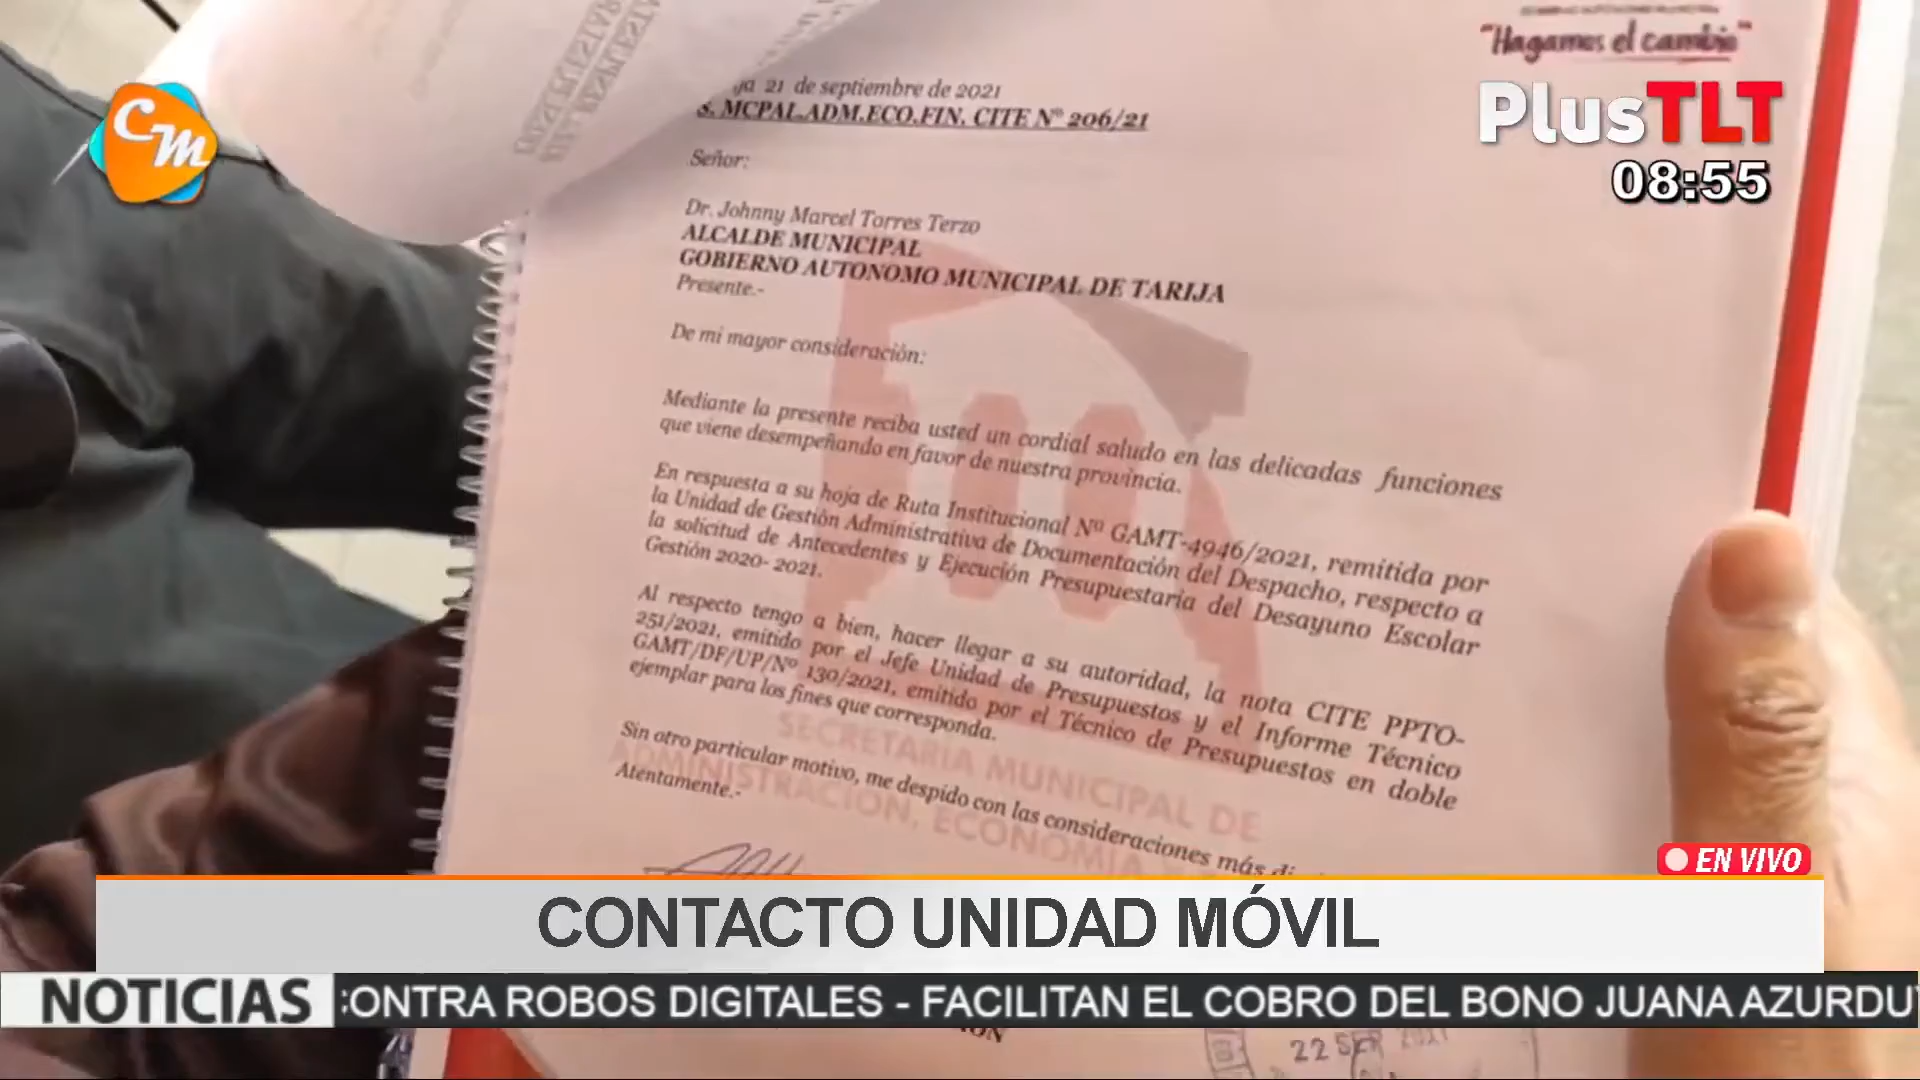 "Hagamos el cambio"
PlusTLT
08:55
CM
21 de septiembre de 2021
S. MCPAL.ADM.ECO.FIN. CITE Nº 206/21
Señor:
Dr. Johnny Marcel Torres Terzo
ALCALDE MUNICIPAL
GOBIERNO AUTONOMO MUNICIPAL DE TARIJA
Presente.-
De mi mayor consideración:
Mediante la presente reciba usted un cordial saludo en las delicadas funciones
que viene desempeñando en favor de nuestra provincia.
En respuesta a su hoja de Ruta Institucional Nº GAMT-4946/2021, remitida por
la Unidad de Gestión Administrativa de Documentación del Despacho, respecto a
la solicitud de Antecedentes y Ejecución Presupuestaria del Desayuno Escolar
Gestión 2020- 2021.
Al respecto tengo a bien, hacer llegar a su autoridad, la nota CITE PPTO-
251/2021, emitido por el Jefe Unidad de Presupuestos y el Informe Técnico
GAMT/DF/UP/Nº 130/2021, emitido por el Técnico de Presupuestos en doble
ejemplar para los fines que corresponda.
Sin otro particular motivo, me despido con las consideraciones más
Atentamente.-
SECRETARIA MUNICIPAL DE
ADMINISTRACIÓN, ECONOMÍA Y
EN VIVO
CONTACTO UNIDAD MÓVIL
NOTICIAS
CONTRA ROBOS DIGITALES - FACILITAN EL COBRO DEL BONO JUANA AZURDUY
22 SEP 2021